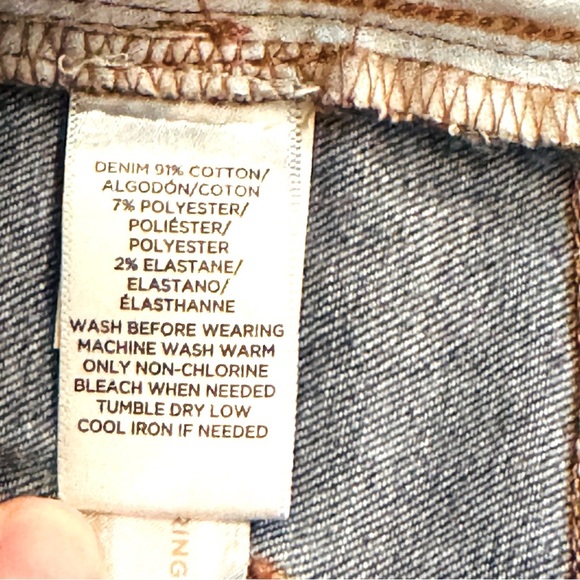 DENIM 91% COTTON/
ALGODÓN/COTON
7% POLYESTER/
POLIÉSTER/
POLYESTER
2% ELASTANE/
ELASTANO/
ÉLASTHANNE
WASH BEFORE WEARING
MACHINE WASH WARM
ONLY NON-CHLORINE
BLEACH WHEN NEEDED
TUMBLE DRY LOW
COOL IRON IF NEEDED